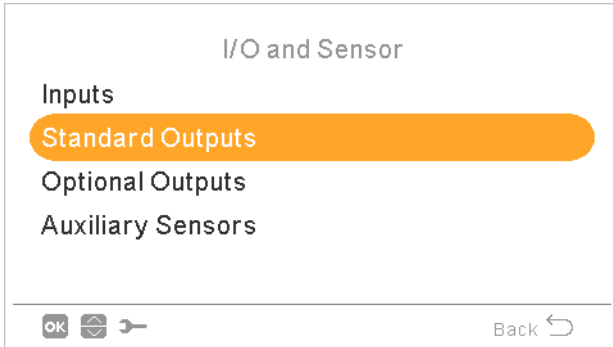 I/O and Sensor
Inputs
Standard Outputs
Optional Outputs
Auxiliary Sensors
OK Back